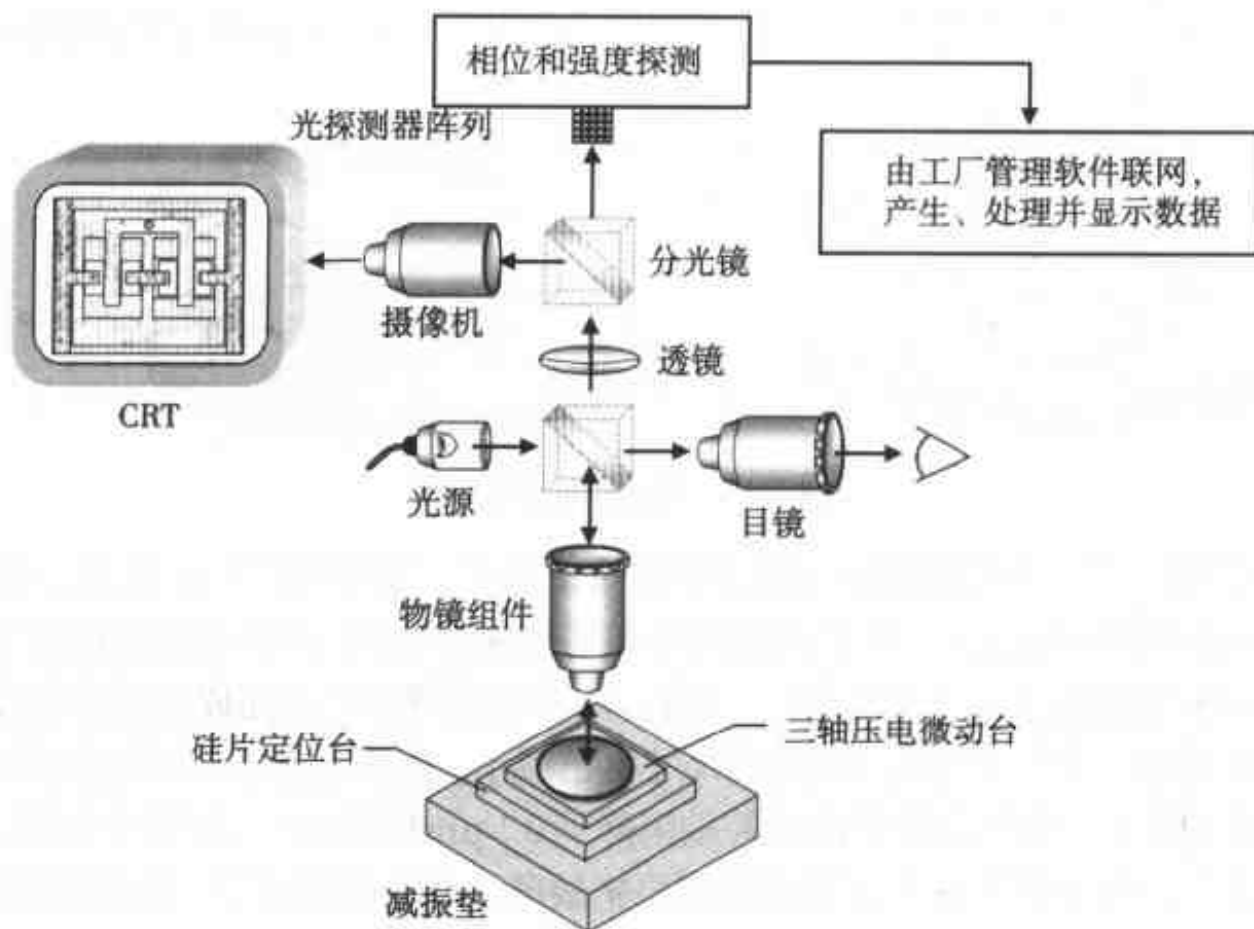 相位和强度探测
光探测器阵列
由工厂管理软件联网，
产生、处理并显示数据
分光镜
摄像机
透镜
CRT
光源
目镜
物镜组件
硅片定位台
三轴压电微动台
减振垫